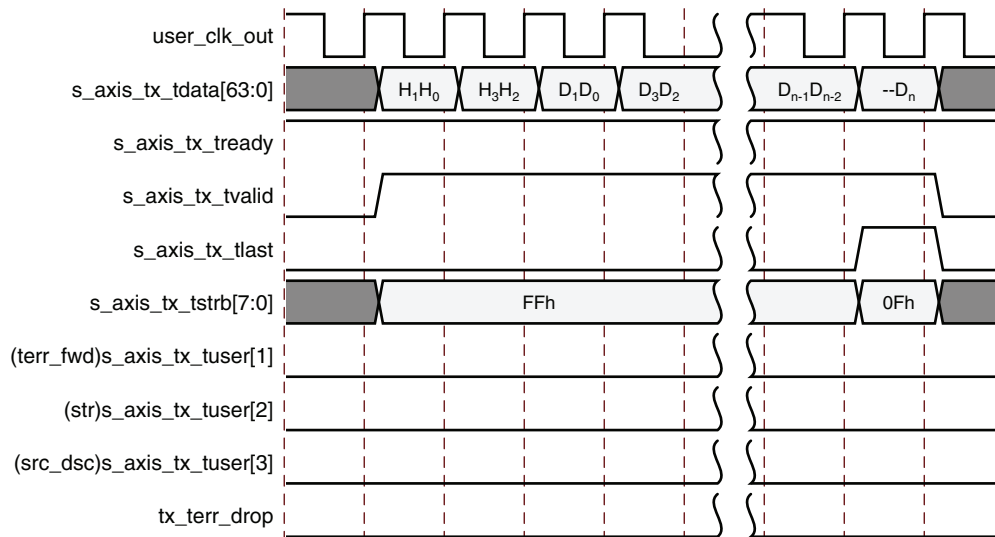 user_clk_out
s_axis_tx_tdata[63:0] H₁H₀ H₃H₂ D₁D₀ D₃D₂ Dₙ₋₁Dₙ₋₂ --Dₙ
s_axis_tx_tready
s_axis_tx_tvalid
s_axis_tx_tlast
s_axis_tx_tstrb[7:0] FFh 0Fh
(terr_fwd)s_axis_tx_tuser[1]
(str)s_axis_tx_tuser[2]
(src_dsc)s_axis_tx_tuser[3]
tx_terr_drop